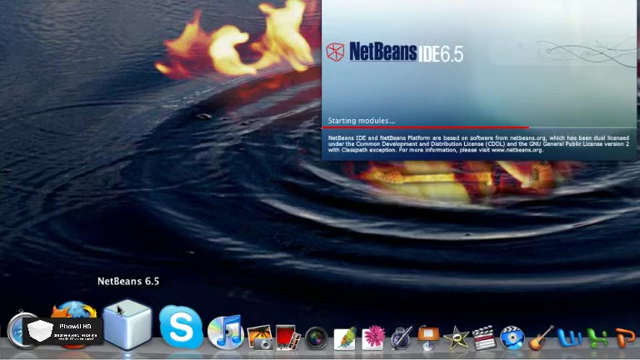 NetBeans IDE 6.5
Starting modules...
NetBeans IDE and NetBeans Platform are based on software from netbeans.org, which has been dual licensed
under the Common Development and Distribution License (CDDL) and the GNU General Public License version 2
with Classpath exception. For more information, please visit www.netbeans.org.
NetBeans 6.5